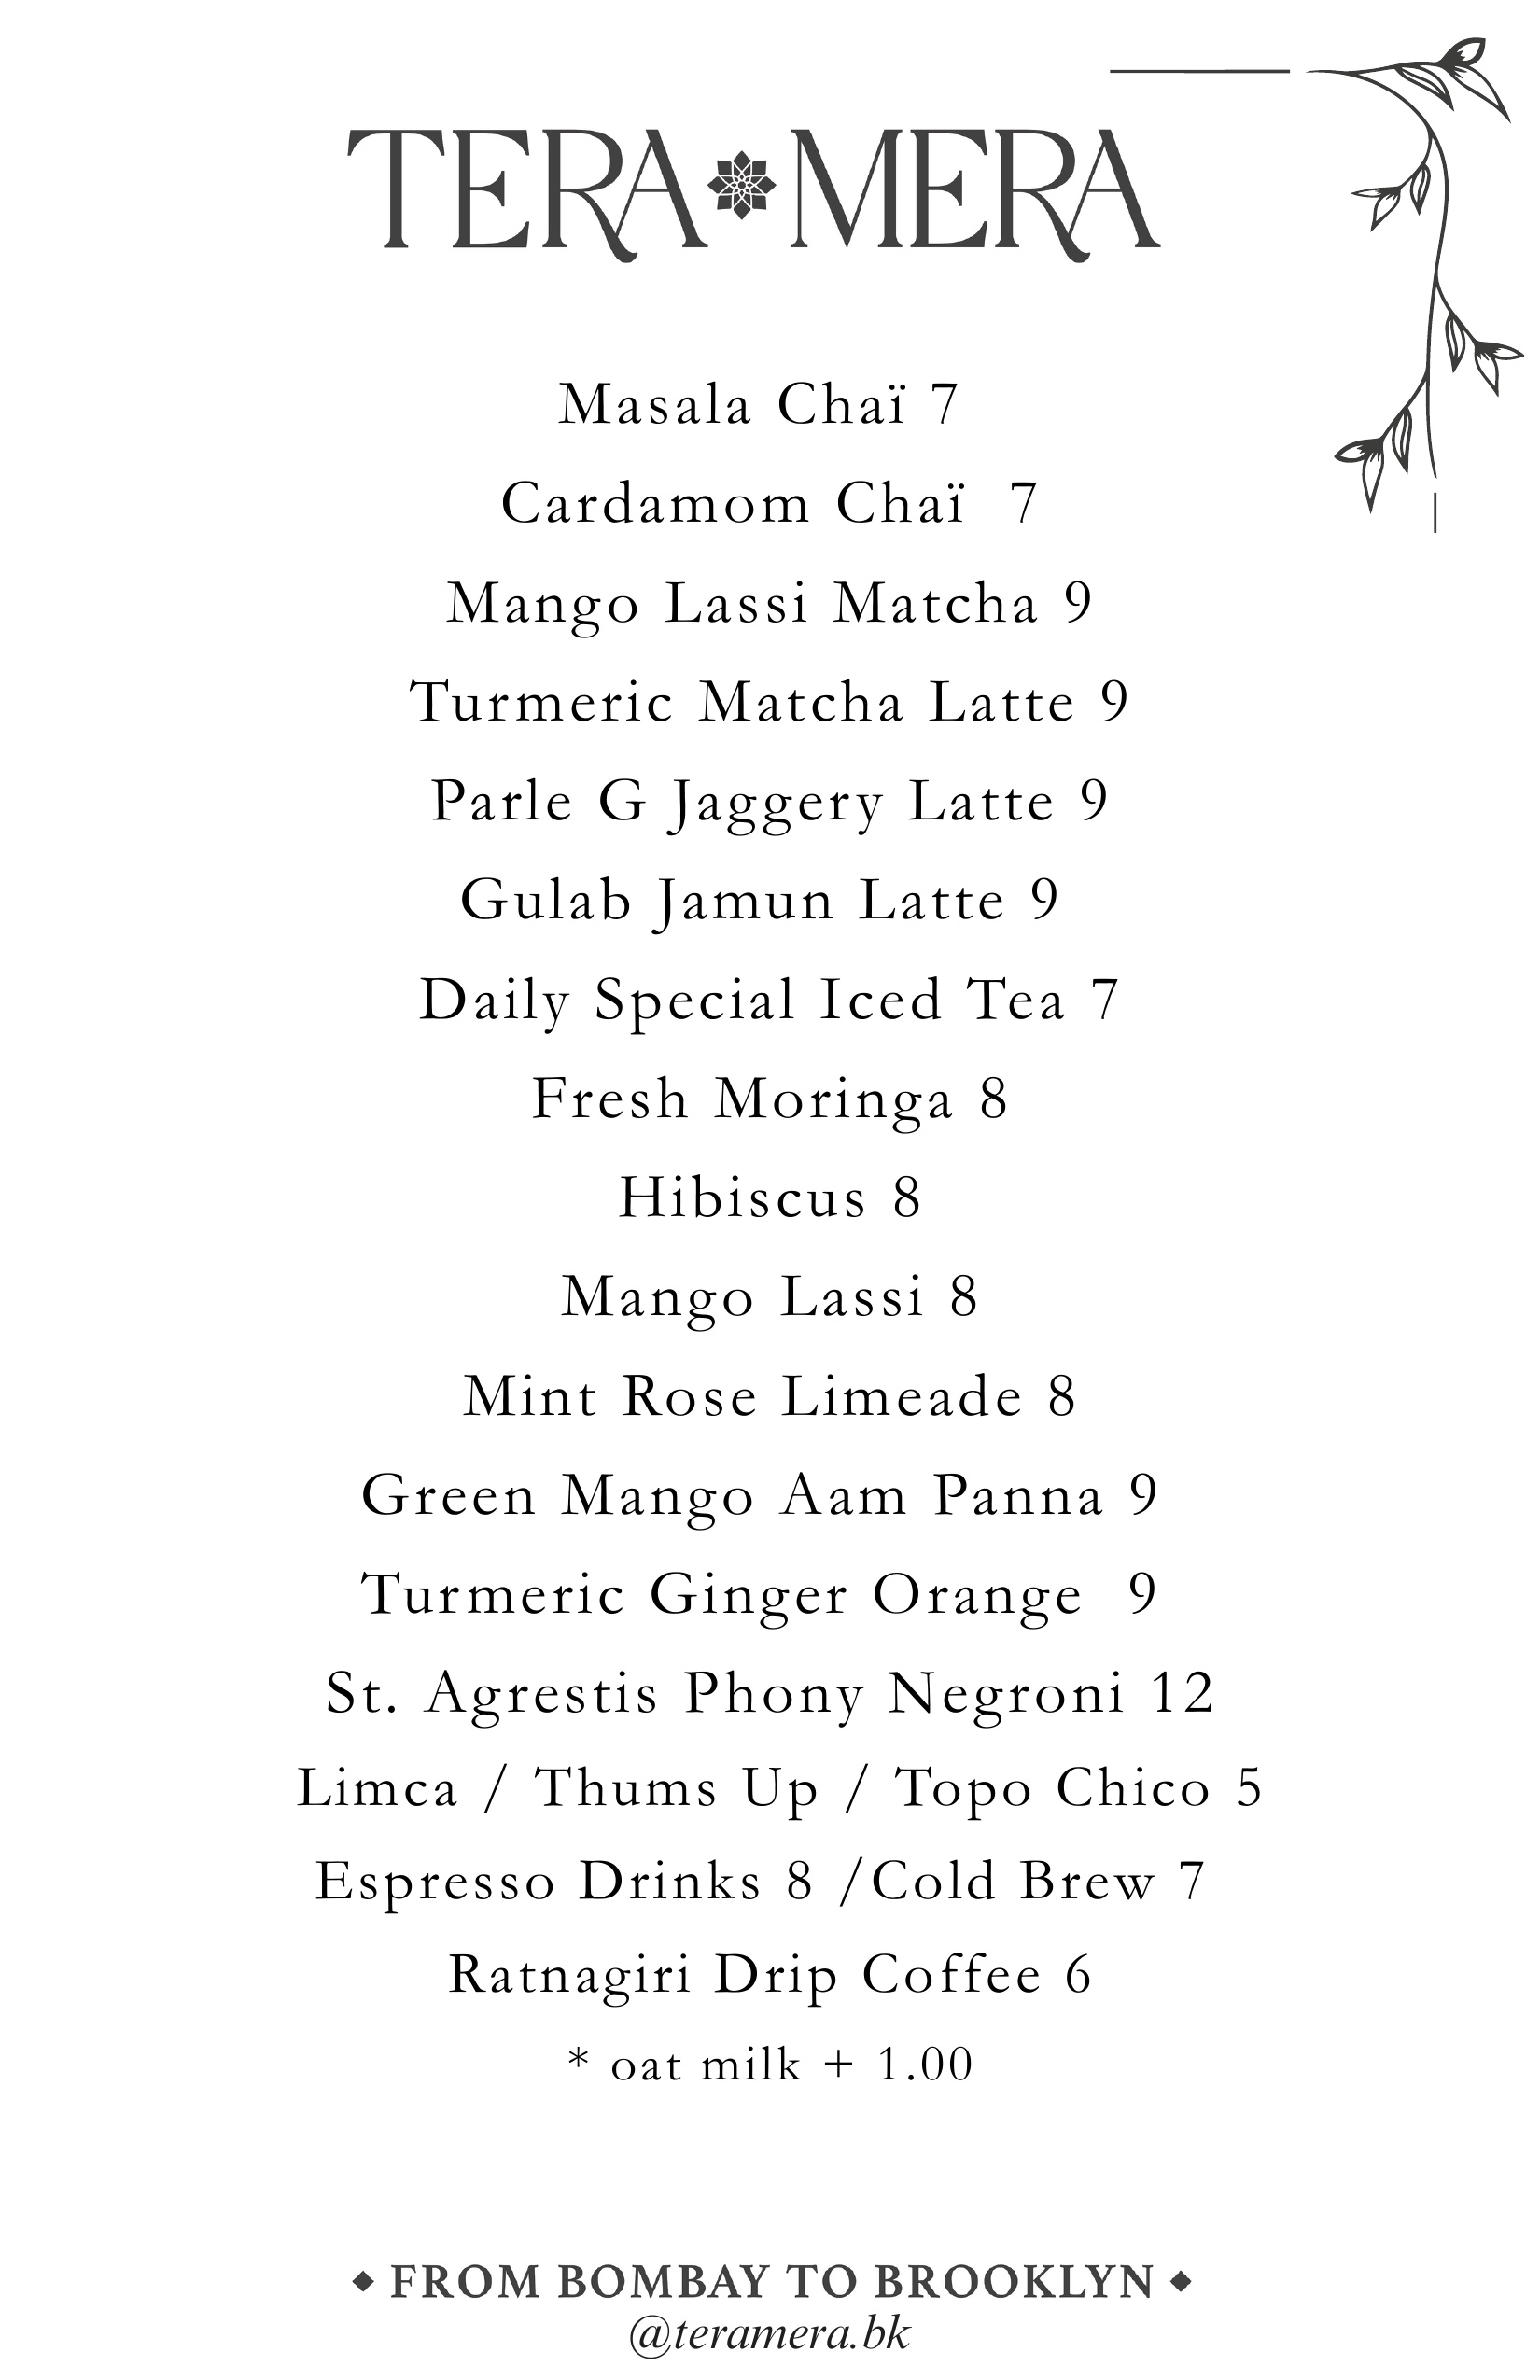 TERA MERA
Masala Chaï 7
Cardamom Chaï 7
Mango Lassi Matcha 9
Turmeric Matcha Latte 9
Parle G Jaggery Latte 9
Gulab Jamun Latte 9
Daily Special Iced Tea 7
Fresh Moringa 8
Hibiscus 8
Mango Lassi 8
Mint Rose Limeade 8
Green Mango Aam Panna 9
Turmeric Ginger Orange 9
St. Agrestis Phony Negroni 12
Limca / Thums Up / Topo Chico 5
Espresso Drinks 8 /Cold Brew 7
Ratnagiri Drip Coffee 6
* oat milk + 1.00
◆ FROM BOMBAY TO BROOKLYN ◆
@teramera.bk